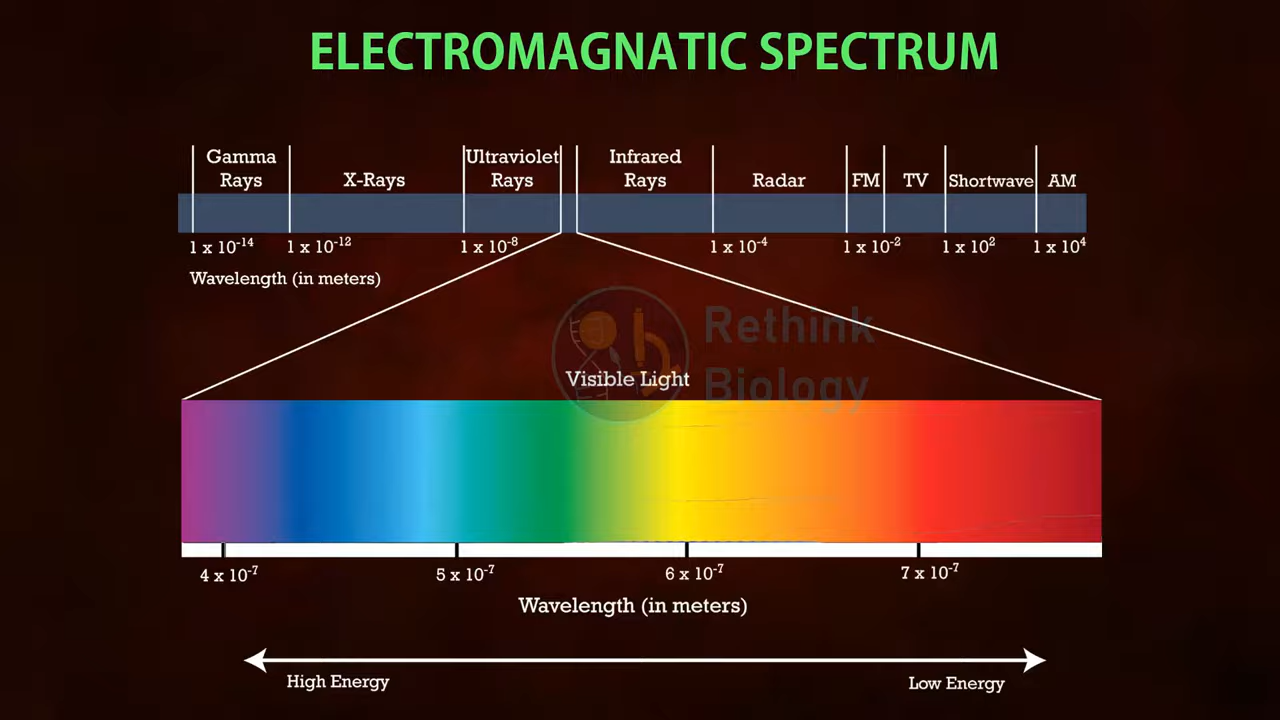 ELECTROMAGNATIC SPECTRUM
Gamma Rays
X-Rays
Ultraviolet Rays
Infrared Rays
Radar
FM
TV
Shortwave
AM
1 x 10⁻¹⁴
1 x 10⁻¹²
1 x 10⁻⁸
1 x 10⁻⁴
1 x 10⁻²
1 x 10²
1 x 10⁴
Wavelength (in meters)
Rethink
Biology
Visible Light
4 x 10⁻⁷
5 x 10⁻⁷
6 x 10⁻⁷
7 x 10⁻⁷
Wavelength (in meters)
High Energy
Low Energy